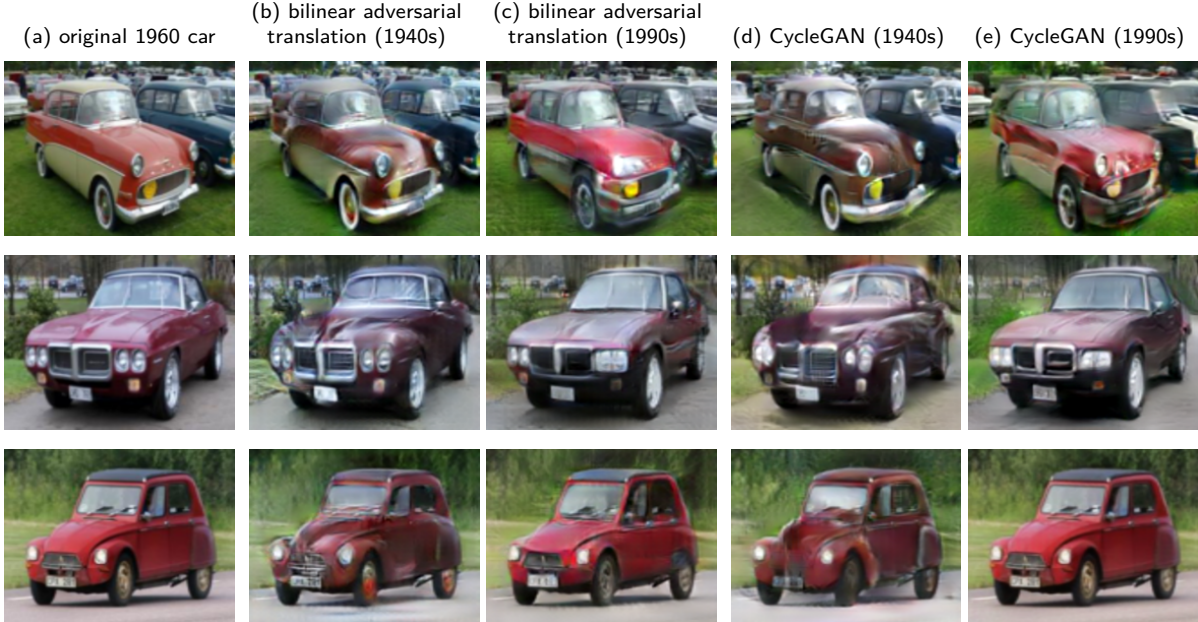 (a) original 1960 car
(b) bilinear adversarial
translation (1940s)
(c) bilinear adversarial
translation (1990s)
(d) CycleGAN (1940s)
(e) CycleGAN (1990s)